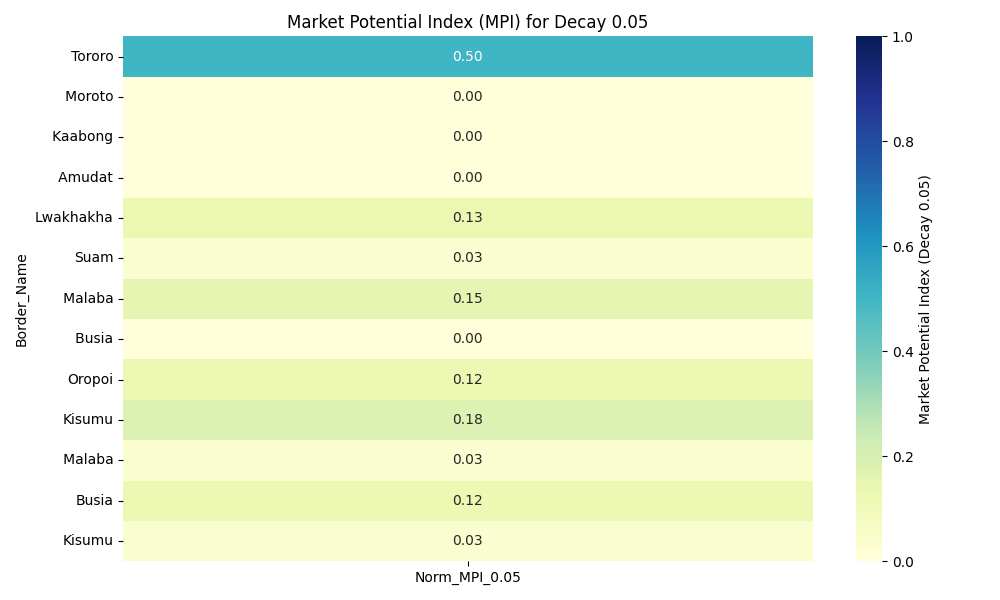 Market Potential Index (MPI) for Decay 0.05
Border_Name
Tororo 0.50
Moroto 0.00
Kaabong 0.00
Amudat 0.00
Lwakhakha 0.13
Suam 0.03
Malaba 0.15
Busia 0.00
Oropoi 0.12
Kisumu 0.18
Malaba 0.03
Busia 0.12
Kisumu 0.03
Norm_MPI_0.05
1.0
0.8
0.6
0.4
0.2
0.0
Market Potential Index (Decay 0.05)